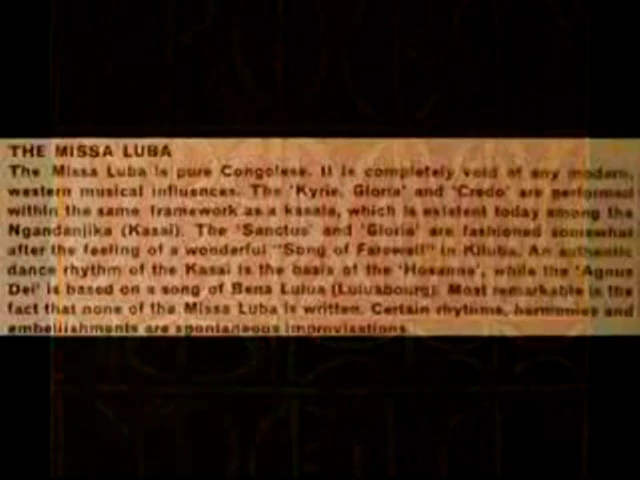 THE MISSA LUBA
The Missa Luba is pure Congolese. It is completely void of any modern,
western musical influences. The 'Kyrie, Gloria' and 'Credo' are performed
within the same framework as a kasala, which is existent today among the
Ngandanjika (Kasai). The 'Sanctus' and 'Gloria' are fashioned somewhat
after the feeling of a wonderful "Song of Farewell" in Kiluba. An authentic
dance rhythm of the Kasai is the basis of the 'Hosanna', while the 'Agnus
Dei' is based on a song of Bena Lulua (Luluabourg). Most remarkable is the
fact that none of the Missa Luba is written. Certain rhythms, harmonies and
embellishments are spontaneous improvisations.